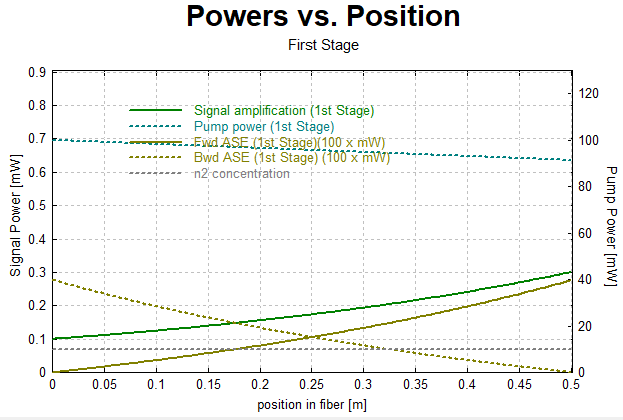 Powers vs. Position
First Stage
Signal amplification (1st Stage)
Pump power (1st Stage)
Fwd ASE (1st Stage)(100 x mW)
Bwd ASE (1st Stage) (100 x mW)
n2 concentration
Signal Power [mW]
0.9
0.8
0.7
0.6
0.5
0.4
0.3
0.2
0.1
0
120
100
80
60
40
20
0
Pump Power [mW]
0 0.05 0.1 0.15 0.2 0.25 0.3 0.35 0.4 0.45 0.5
position in fiber [m]